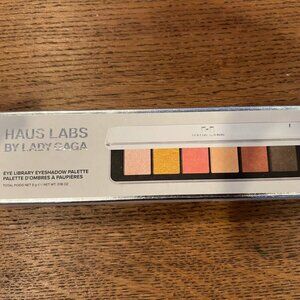 HAUS LABS
BY LADY GAGA
EYE LIBRARY EYESHADOW PALETTE
PALETTE D'OMBRES À PAUPIÈRES